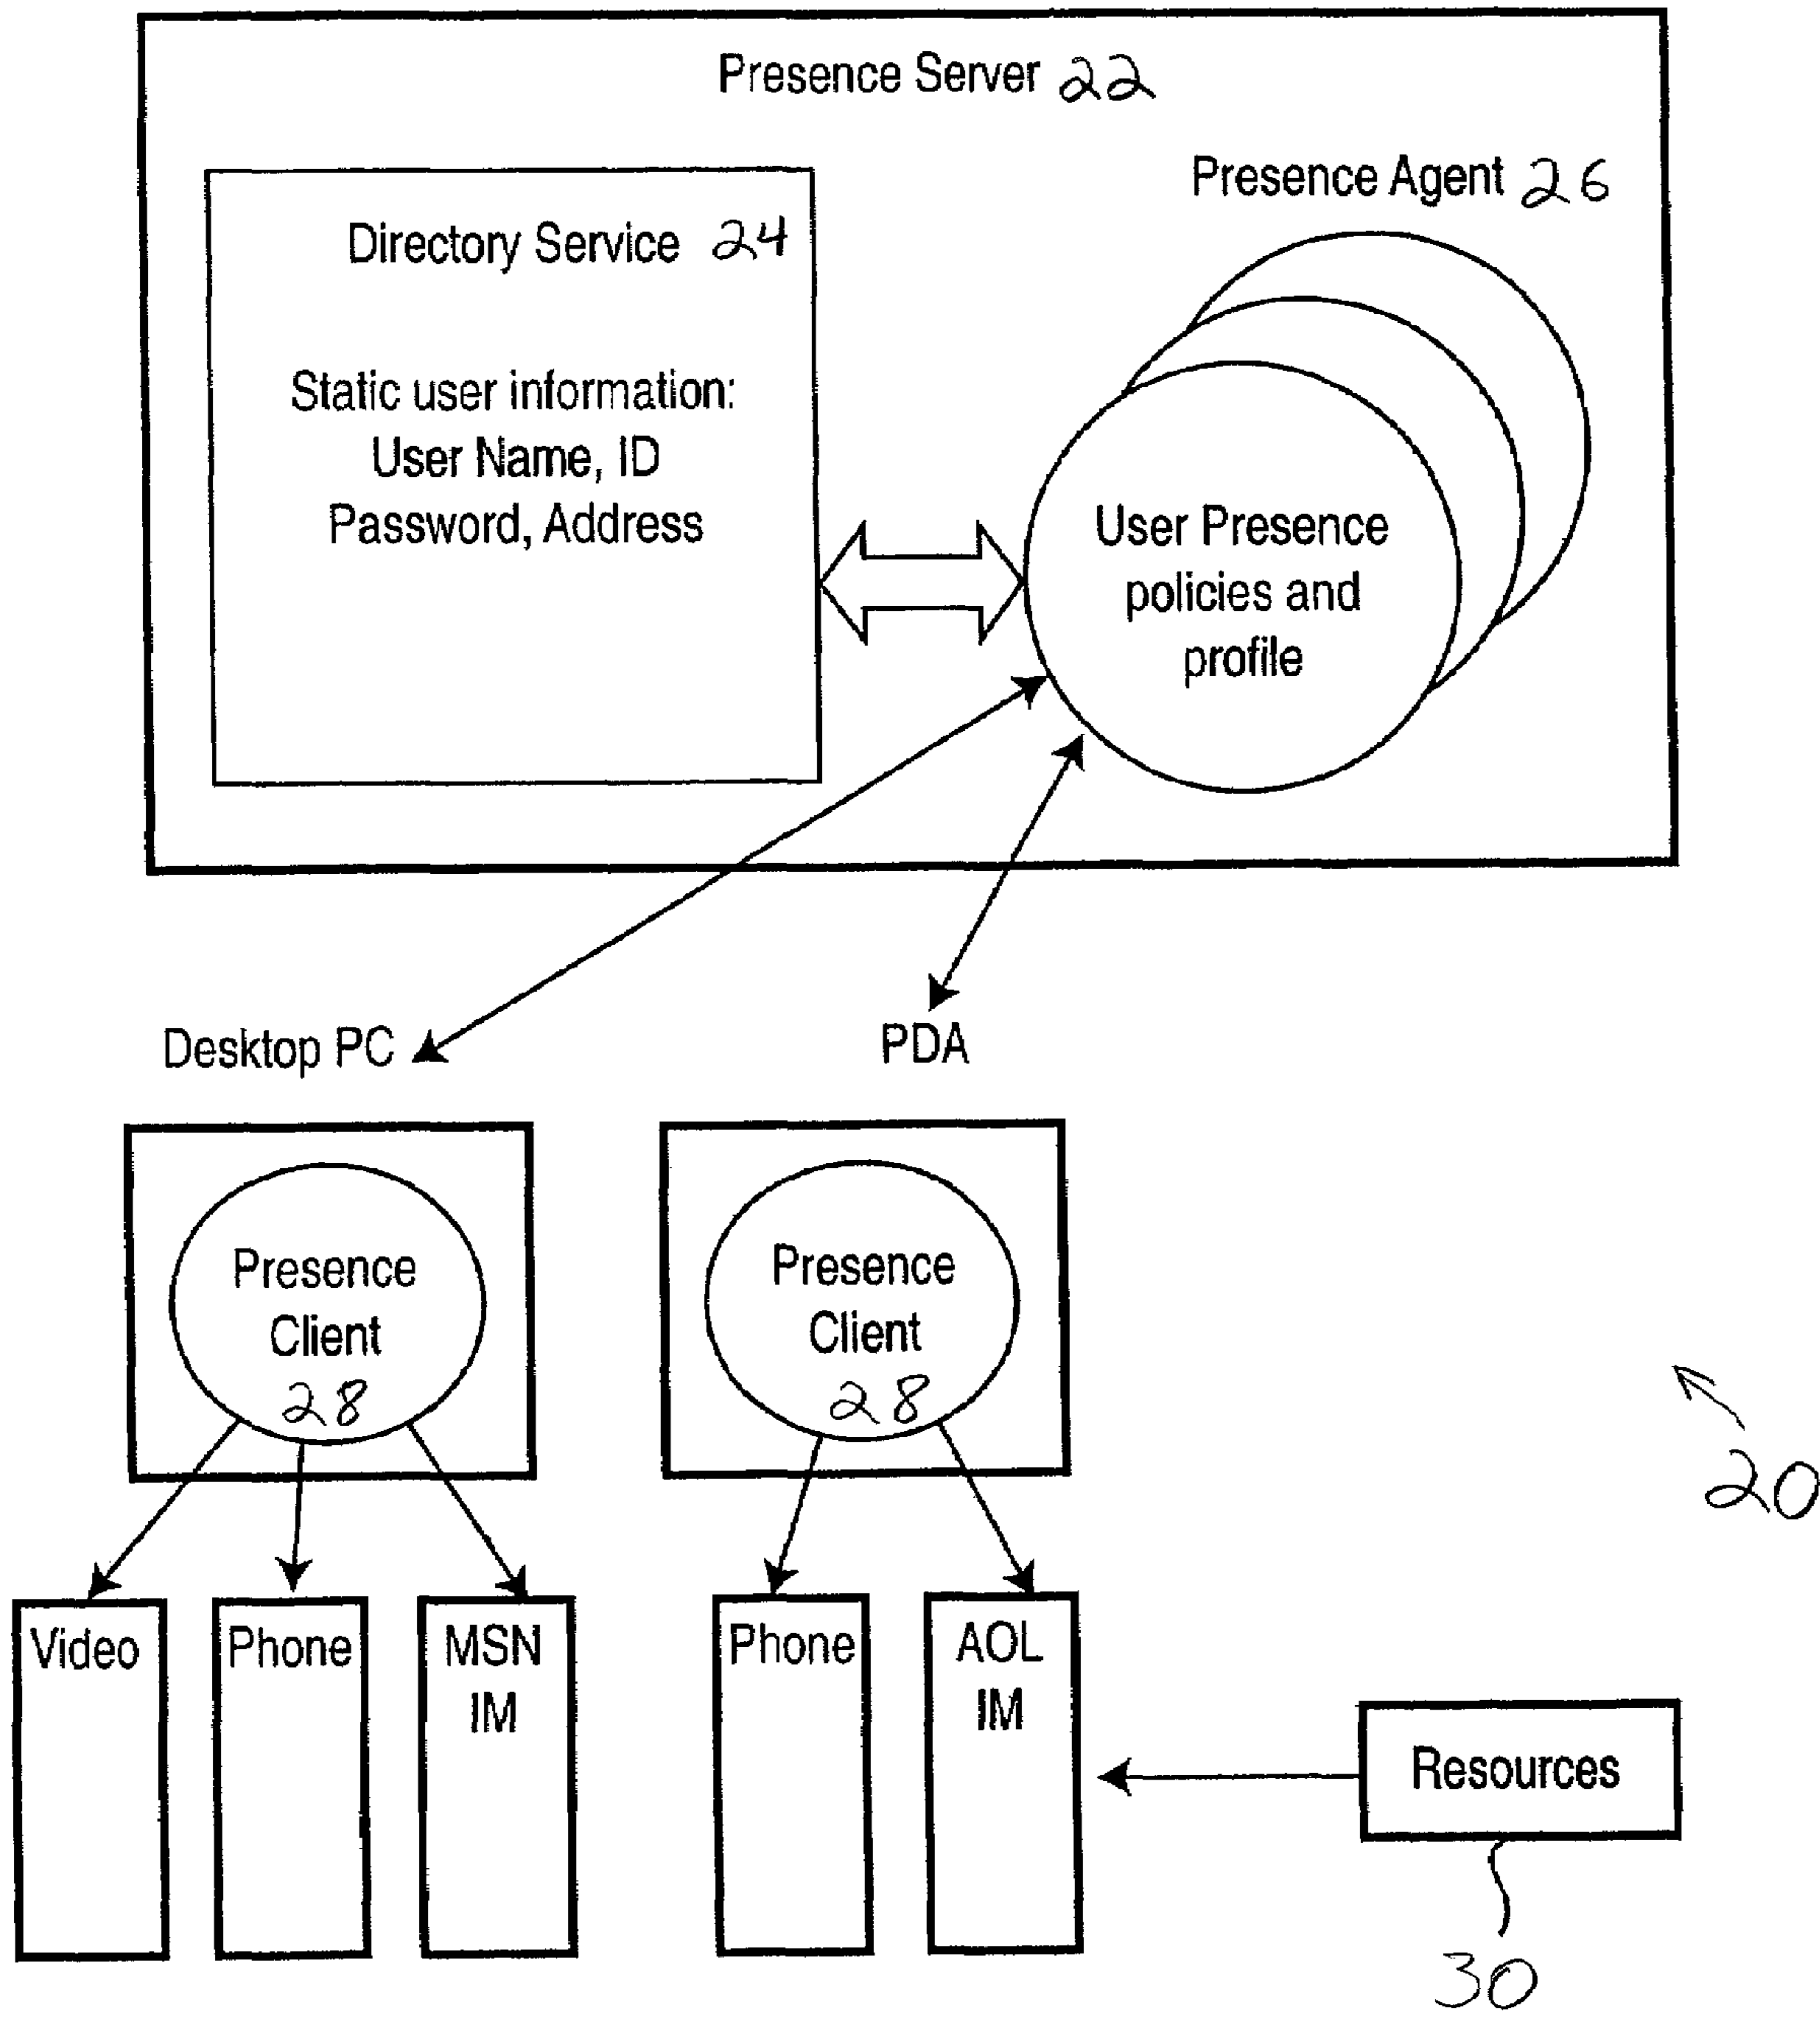 Presence Server 22
Presence Agent 26
Directory Service 24
Static user information:
User Name, ID
Password, Address
User Presence
policies and
profile
Desktop PC
PDA
Presence
Client
28
Presence
Client
28
20
Video
Phone
MSN
IM
Phone
AOL
IM
Resources
30